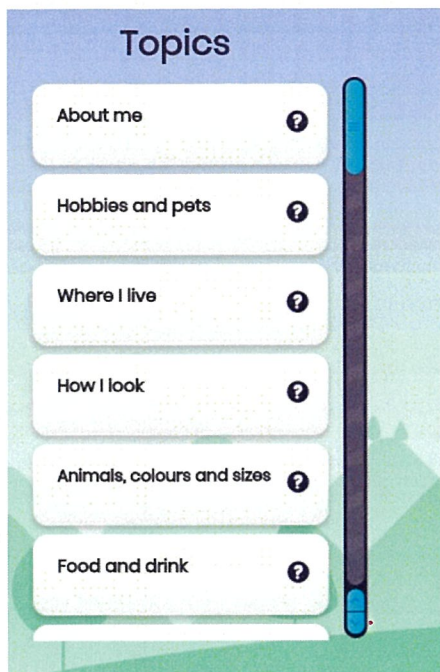 Topics
About me
Hobbies and pets
Where I live
How I look
Animals, colours and sizes
Food and drink